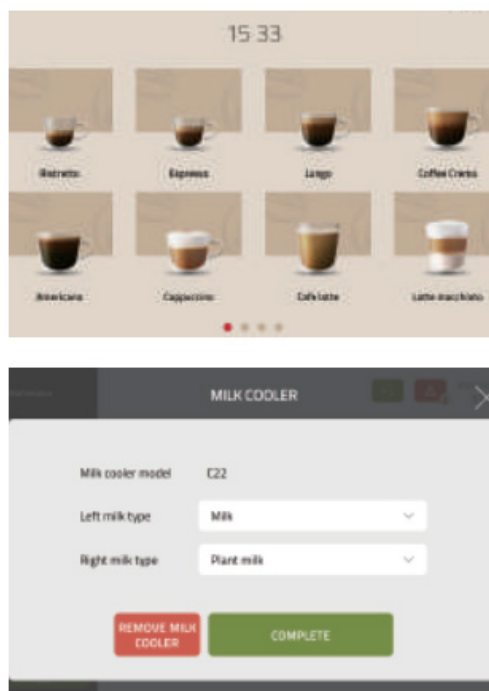 15 33
Ristretto
Espresso
Lungo
Coffee Crema
Americano
Cappuccino
Cafe latte
Latte macchiato
MILK COOLER
Milk cooler model
C22
Left milk type
Milk
Right milk type
Plant milk
REMOVE MILK
COOLER
COMPLETE